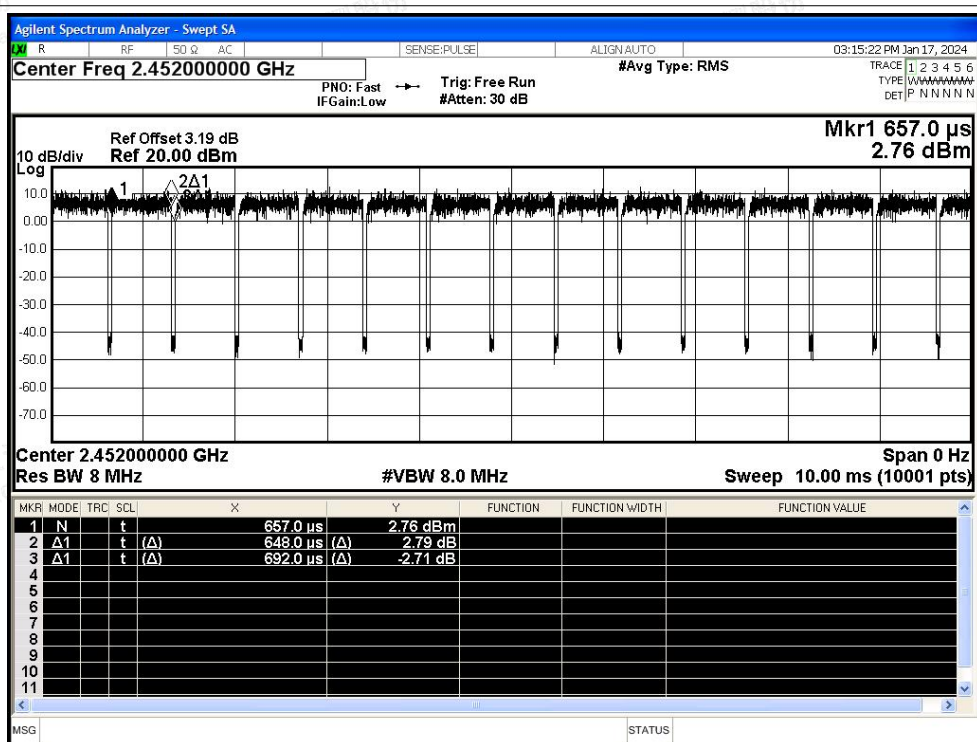 Agilent Spectrum Analyzer - Swept SA
LXI R RF 50 Ω AC SENSE:PULSE ALIGN AUTO 03:15:22 PM Jan 17, 2024
Center Freq 2.452000000 GHz #Avg Type: RMS TRACE 1 2 3 4 5 6
PNO: Fast Trig: Free Run TYPE WWWWWW
IFGain:Low #Atten: 30 dB DET P N N N N N
Mkr1 657.0 µs
Ref Offset 3.19 dB
10 dB/div Ref 20.00 dBm 2.76 dBm
Log
1 2Δ1
10.0
0.00
-10.0
-20.0
-30.0
-40.0
-50.0
-60.0
-70.0
Center 2.452000000 GHz Span 0 Hz
Res BW 8 MHz #VBW 8.0 MHz Sweep 10.00 ms (10001 pts)
MKR MODE TRC SCL X Y FUNCTION FUNCTION WIDTH FUNCTION VALUE
1 N t 657.0 µs 2.76 dBm
2 Δ1 t (Δ) 648.0 µs (Δ) 2.79 dB
3 Δ1 t (Δ) 692.0 µs (Δ) -2.71 dB
4
5
6
7
8
9
10
11
MSG STATUS